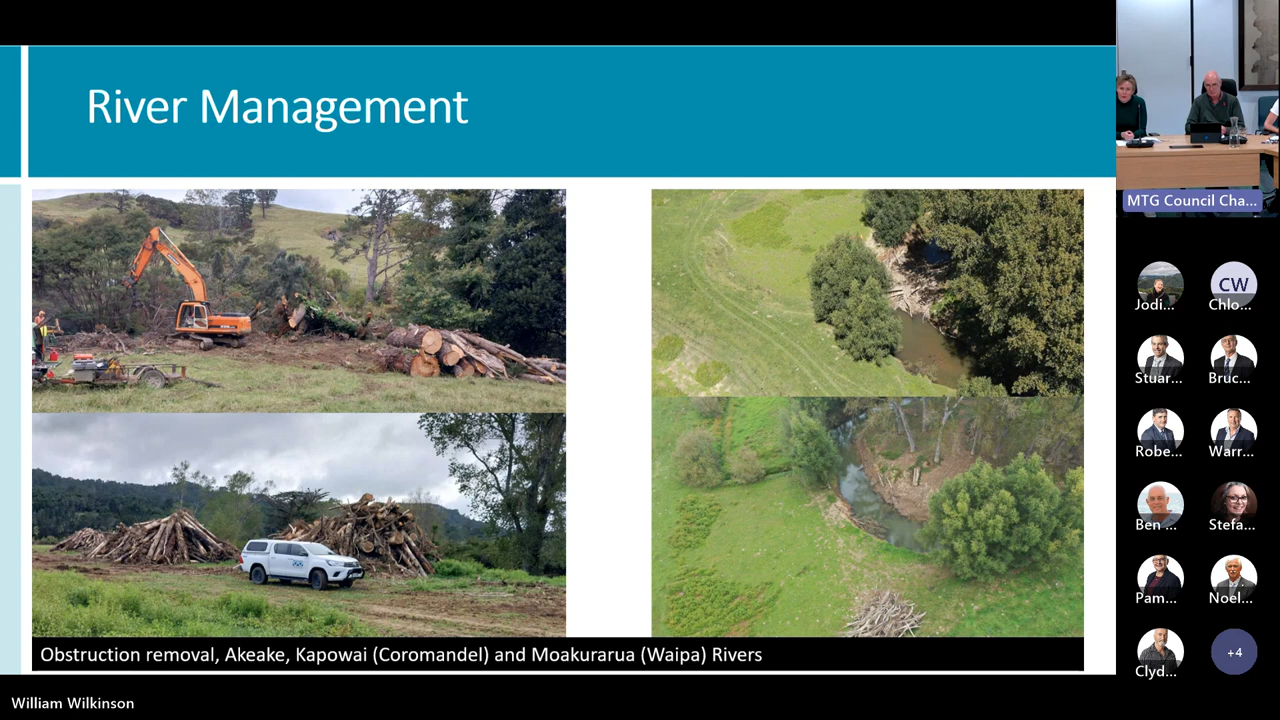 River Management
MTG Council Cha...
Jodi...
CW
Chlo...
Stuar...
Bruc...
Robe...
Warr...
Ben ...
Stefa...
Pam...
Noel...
Clyd...
+4
Obstruction removal, Akeake, Kapowai (Coromandel) and Moakurarua (Waipa) Rivers
William Wilkinson